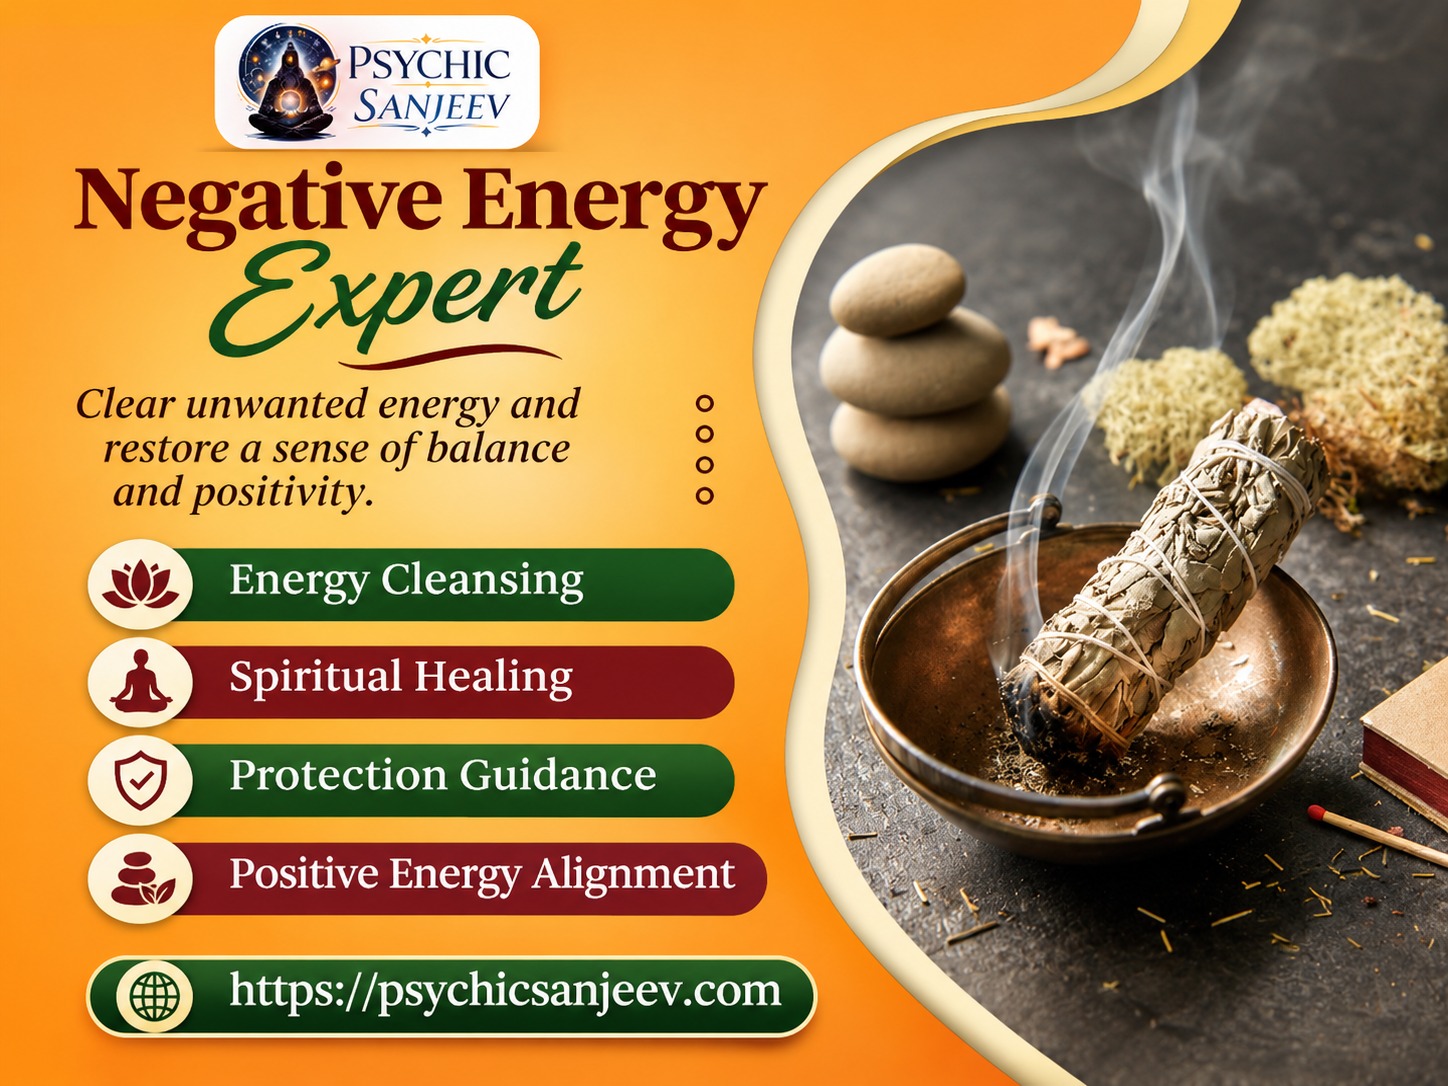 PSYCHIC
SANJEEV
Negative Energy
Expert
Clear unwanted energy and
restore a sense of balance
and positivity.
Energy Cleansing
Spiritual Healing
Protection Guidance
Positive Energy Alignment
https://psychicsanjeev.com